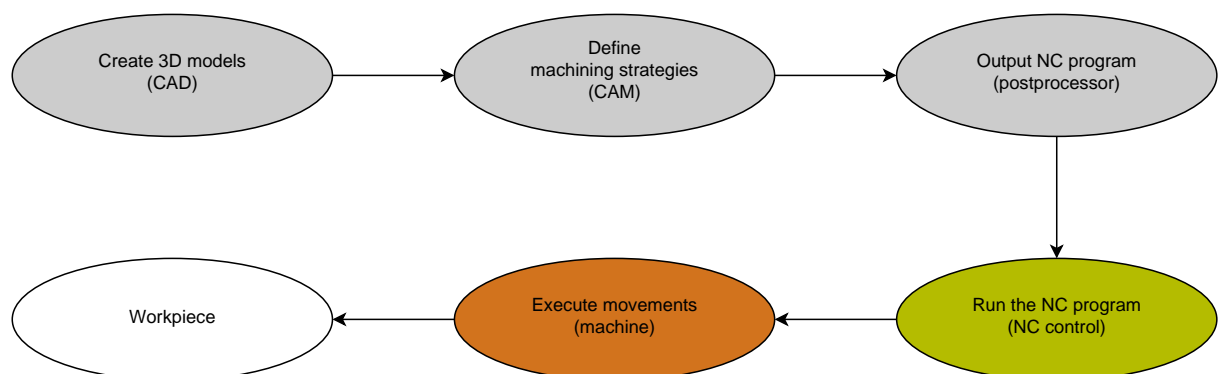 Create 3D models
(CAD)
Define
machining strategies
(CAM)
Output NC program
(postprocessor)
Workpiece
Execute movements
(machine)
Run the NC program
(NC control)